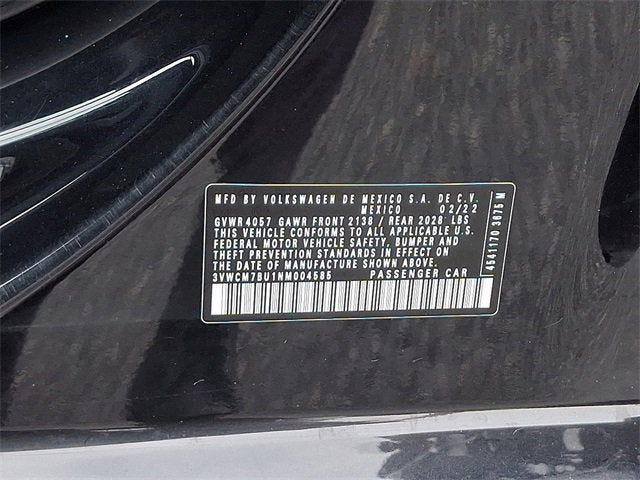 MFD BY VOLKSWAGEN DE MEXICO S.A. DE C.V.
MEXICO 02/22
GVWR 4057 GAWR FRONT 2138 / REAR 2028 LBS
THIS VEHICLE CONFORMS TO ALL APPLICABLE U.S.
FEDERAL MOTOR VEHICLE SAFETY, BUMPER AND
THEFT PREVENTION STANDARDS IN EFFECT ON
THE DATE OF MANUFACTURE SHOWN ABOVE.
3VWCM7BU1NM004585 PASSENGER CAR
4541170 3675 M